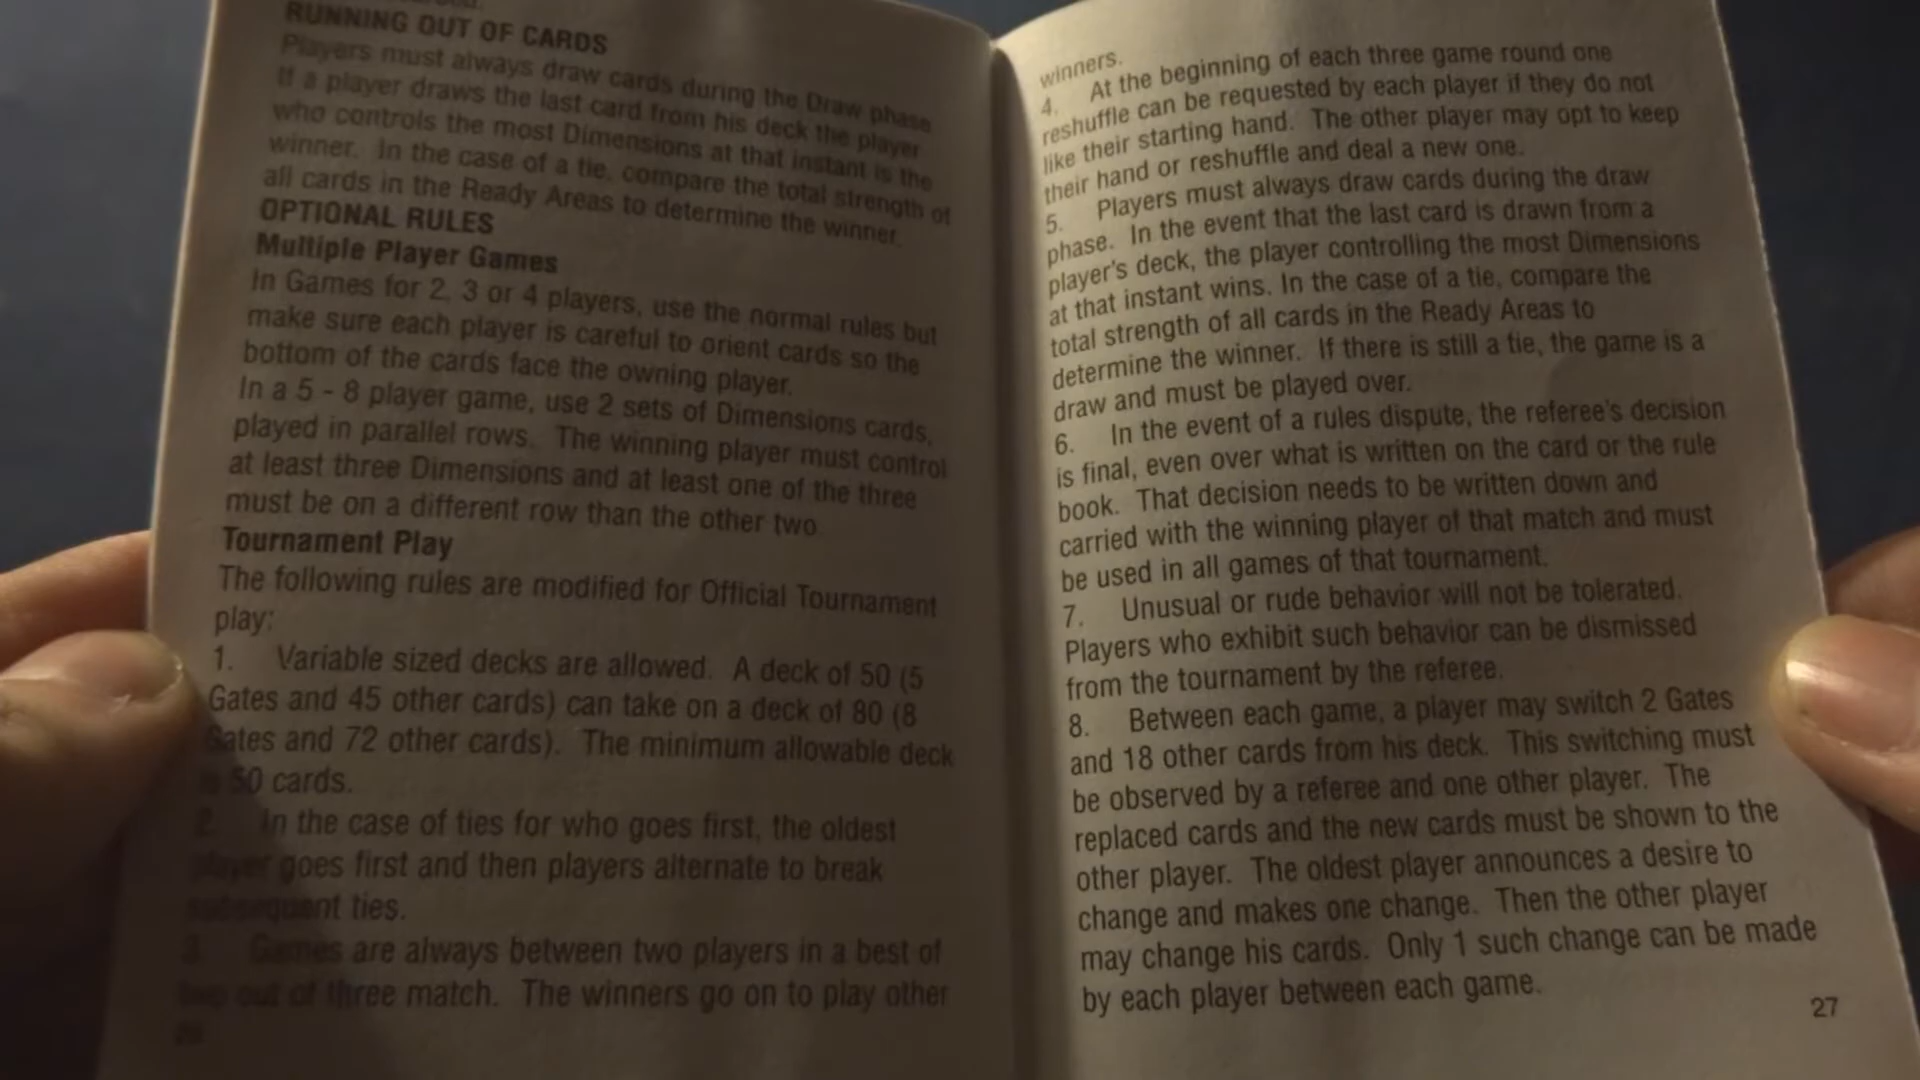 RUNNING OUT OF CARDS
Players must always draw cards during the Draw phase
If a player draws the last card from his deck the player
who controls the most Dimensions at that instant is the
winner. In the case of a tie, compare the total strength of
all cards in the Ready Areas to determine the winner.
OPTIONAL RULES
Multiple Player Games
In Games for 2, 3 or 4 players, use the normal rules but
make sure each player is careful to orient cards so the
bottom of the cards face the owning player.
In a 5 - 8 player game, use 2 sets of Dimensions cards,
played in parallel rows. The winning player must control
at least three Dimensions and at least one of the three
must be on a different row than the other two
Tournament Play
The following rules are modified for Official Tournament
play:
1. Variable sized decks are allowed. A deck of 50 (5
Gates and 45 other cards) can take on a deck of 80 (8
Gates and 72 other cards). The minimum allowable deck
is 50 cards.
2. In the case of ties for who goes first, the oldest
player goes first and then players alternate to break
subsequent ties.
3. Games are always between two players in a best of
two out of three match. The winners go on to play other
winners.
4. At the beginning of each three game round one
reshuffle can be requested by each player if they do not
like their starting hand. The other player may opt to keep
their hand or reshuffle and deal a new one.
5. Players must always draw cards during the draw
phase. In the event that the last card is drawn from a
player's deck, the player controlling the most Dimensions
at that instant wins. In the case of a tie, compare the
total strength of all cards in the Ready Areas to
determine the winner. If there is still a tie, the game is a
draw and must be played over.
6. In the event of a rules dispute, the referee's decision
is final, even over what is written on the card or the rule
book. That decision needs to be written down and
carried with the winning player of that match and must
be used in all games of that tournament.
7. Unusual or rude behavior will not be tolerated.
Players who exhibit such behavior can be dismissed
from the tournament by the referee.
8. Between each game, a player may switch 2 Gates
and 18 other cards from his deck. This switching must
be observed by a referee and one other player. The
replaced cards and the new cards must be shown to the
other player. The oldest player announces a desire to
change and makes one change. Then the other player
may change his cards. Only 1 such change can be made
by each player between each game.
27